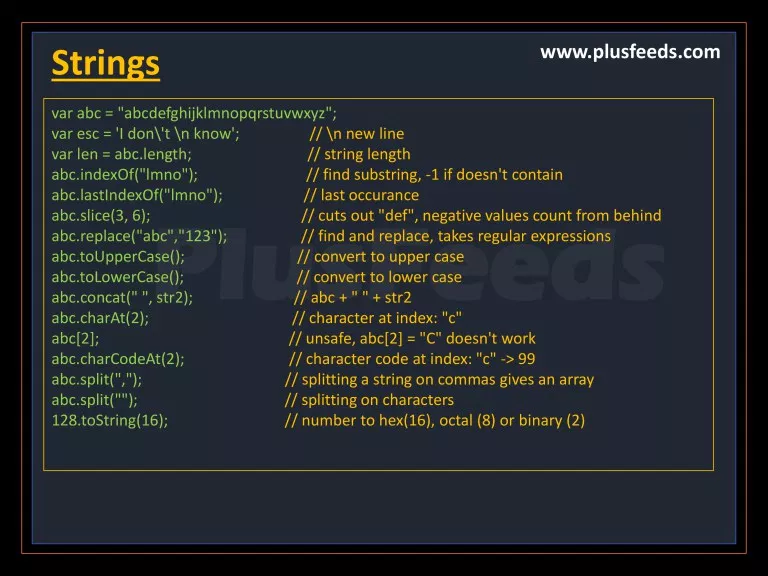 www.plusfeeds.com
Strings
var abc = "abcdefghijklmnopqrstuvwxyz";
var esc = 'I don\'t \n know'; // \n new line
var len = abc.length; // string length
abc.indexOf("lmno"); // find substring, -1 if doesn't contain
abc.lastIndexOf("lmno"); // last occurance
abc.slice(3, 6); // cuts out "def", negative values count from behind
abc.replace("abc","123"); // find and replace, takes regular expressions
abc.toUpperCase(); // convert to upper case
abc.toLowerCase(); // convert to lower case
abc.concat(" ", str2); // abc + " " + str2
abc.charAt(2); // character at index: "c"
abc[2]; // unsafe, abc[2] = "C" doesn't work
abc.charCodeAt(2); // character code at index: "c" -> 99
abc.split(","); // splitting a string on commas gives an array
abc.split(""); // splitting on characters
128.toString(16); // number to hex(16), octal (8) or binary (2)
PlusFeeds